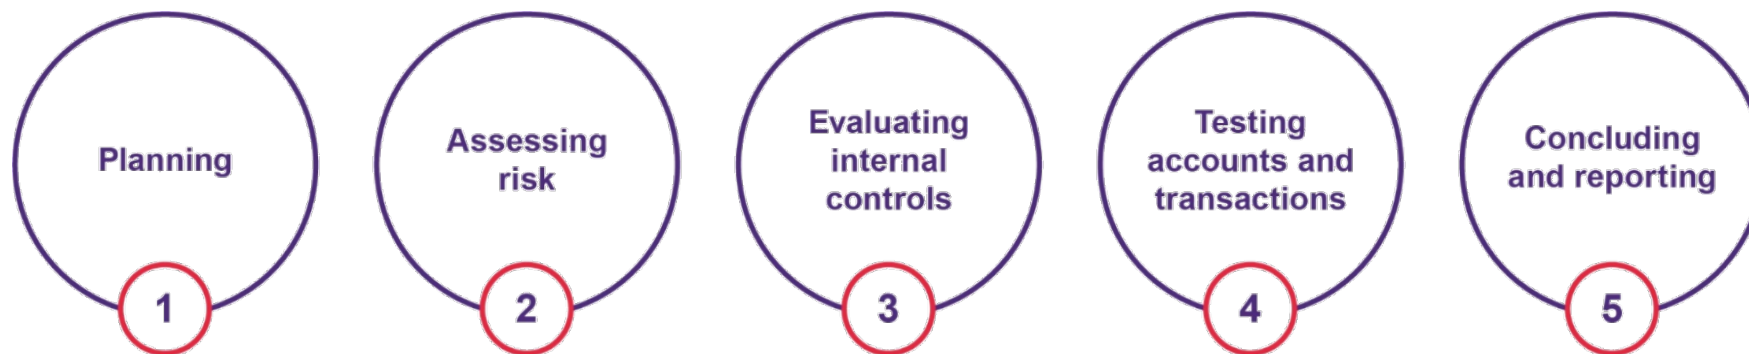 Planning
1
Assessing
risk
2
Evaluating
internal
controls
3
Testing
accounts and
transactions
4
Concluding
and reporting
5